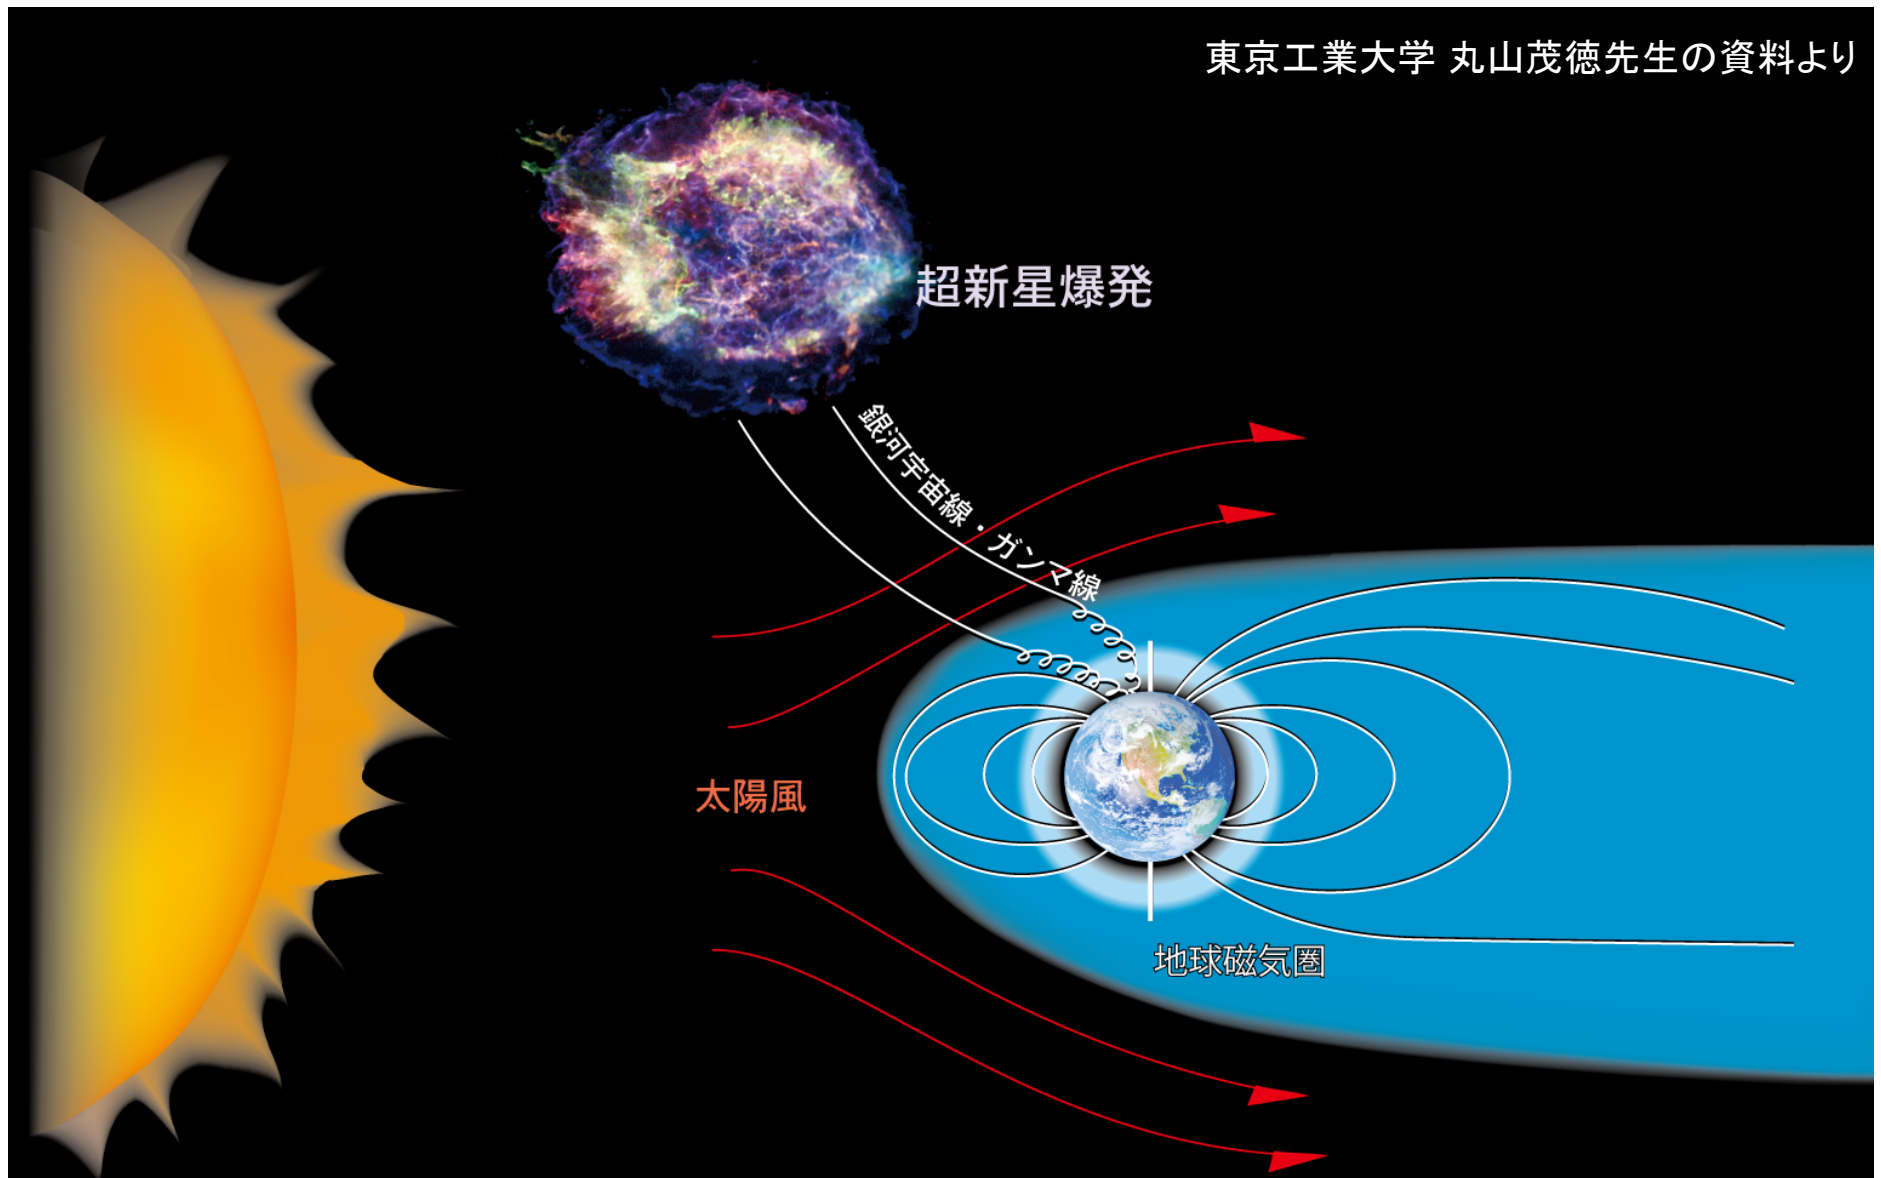 東京工業大学 丸山茂徳先生の資料より
超新星爆発
銀河宇宙線・ガンマ線
太陽風
地球磁気圏